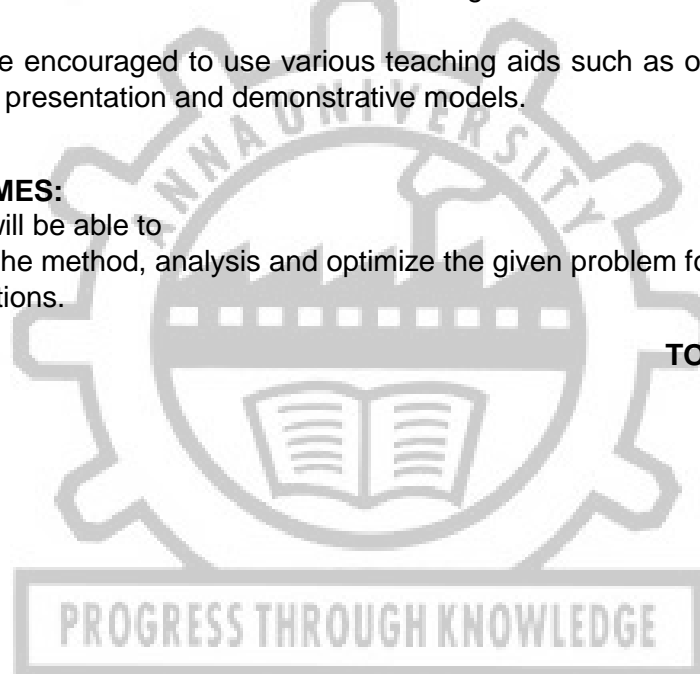 e encouraged to use various teaching aids such as o
presentation and demonstrative models.
MES:
will be able to
he method, analysis and optimize the given problem fo
tions.
TO
ANNA UNIVERSITY
PROGRESS THROUGH KNOWLEDGE